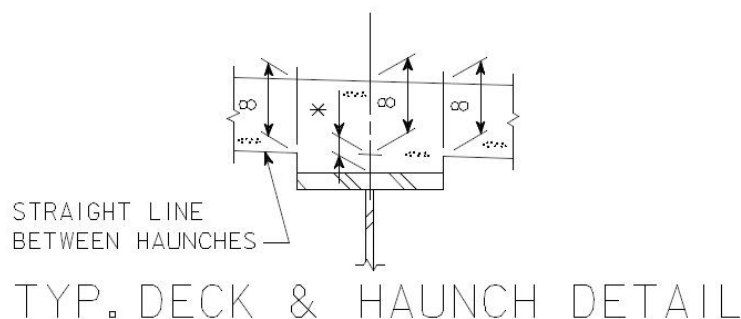 8 * 8 8
STRAIGHT LINE
BETWEEN HAUNCHES
TYP. DECK & HAUNCH DETAIL